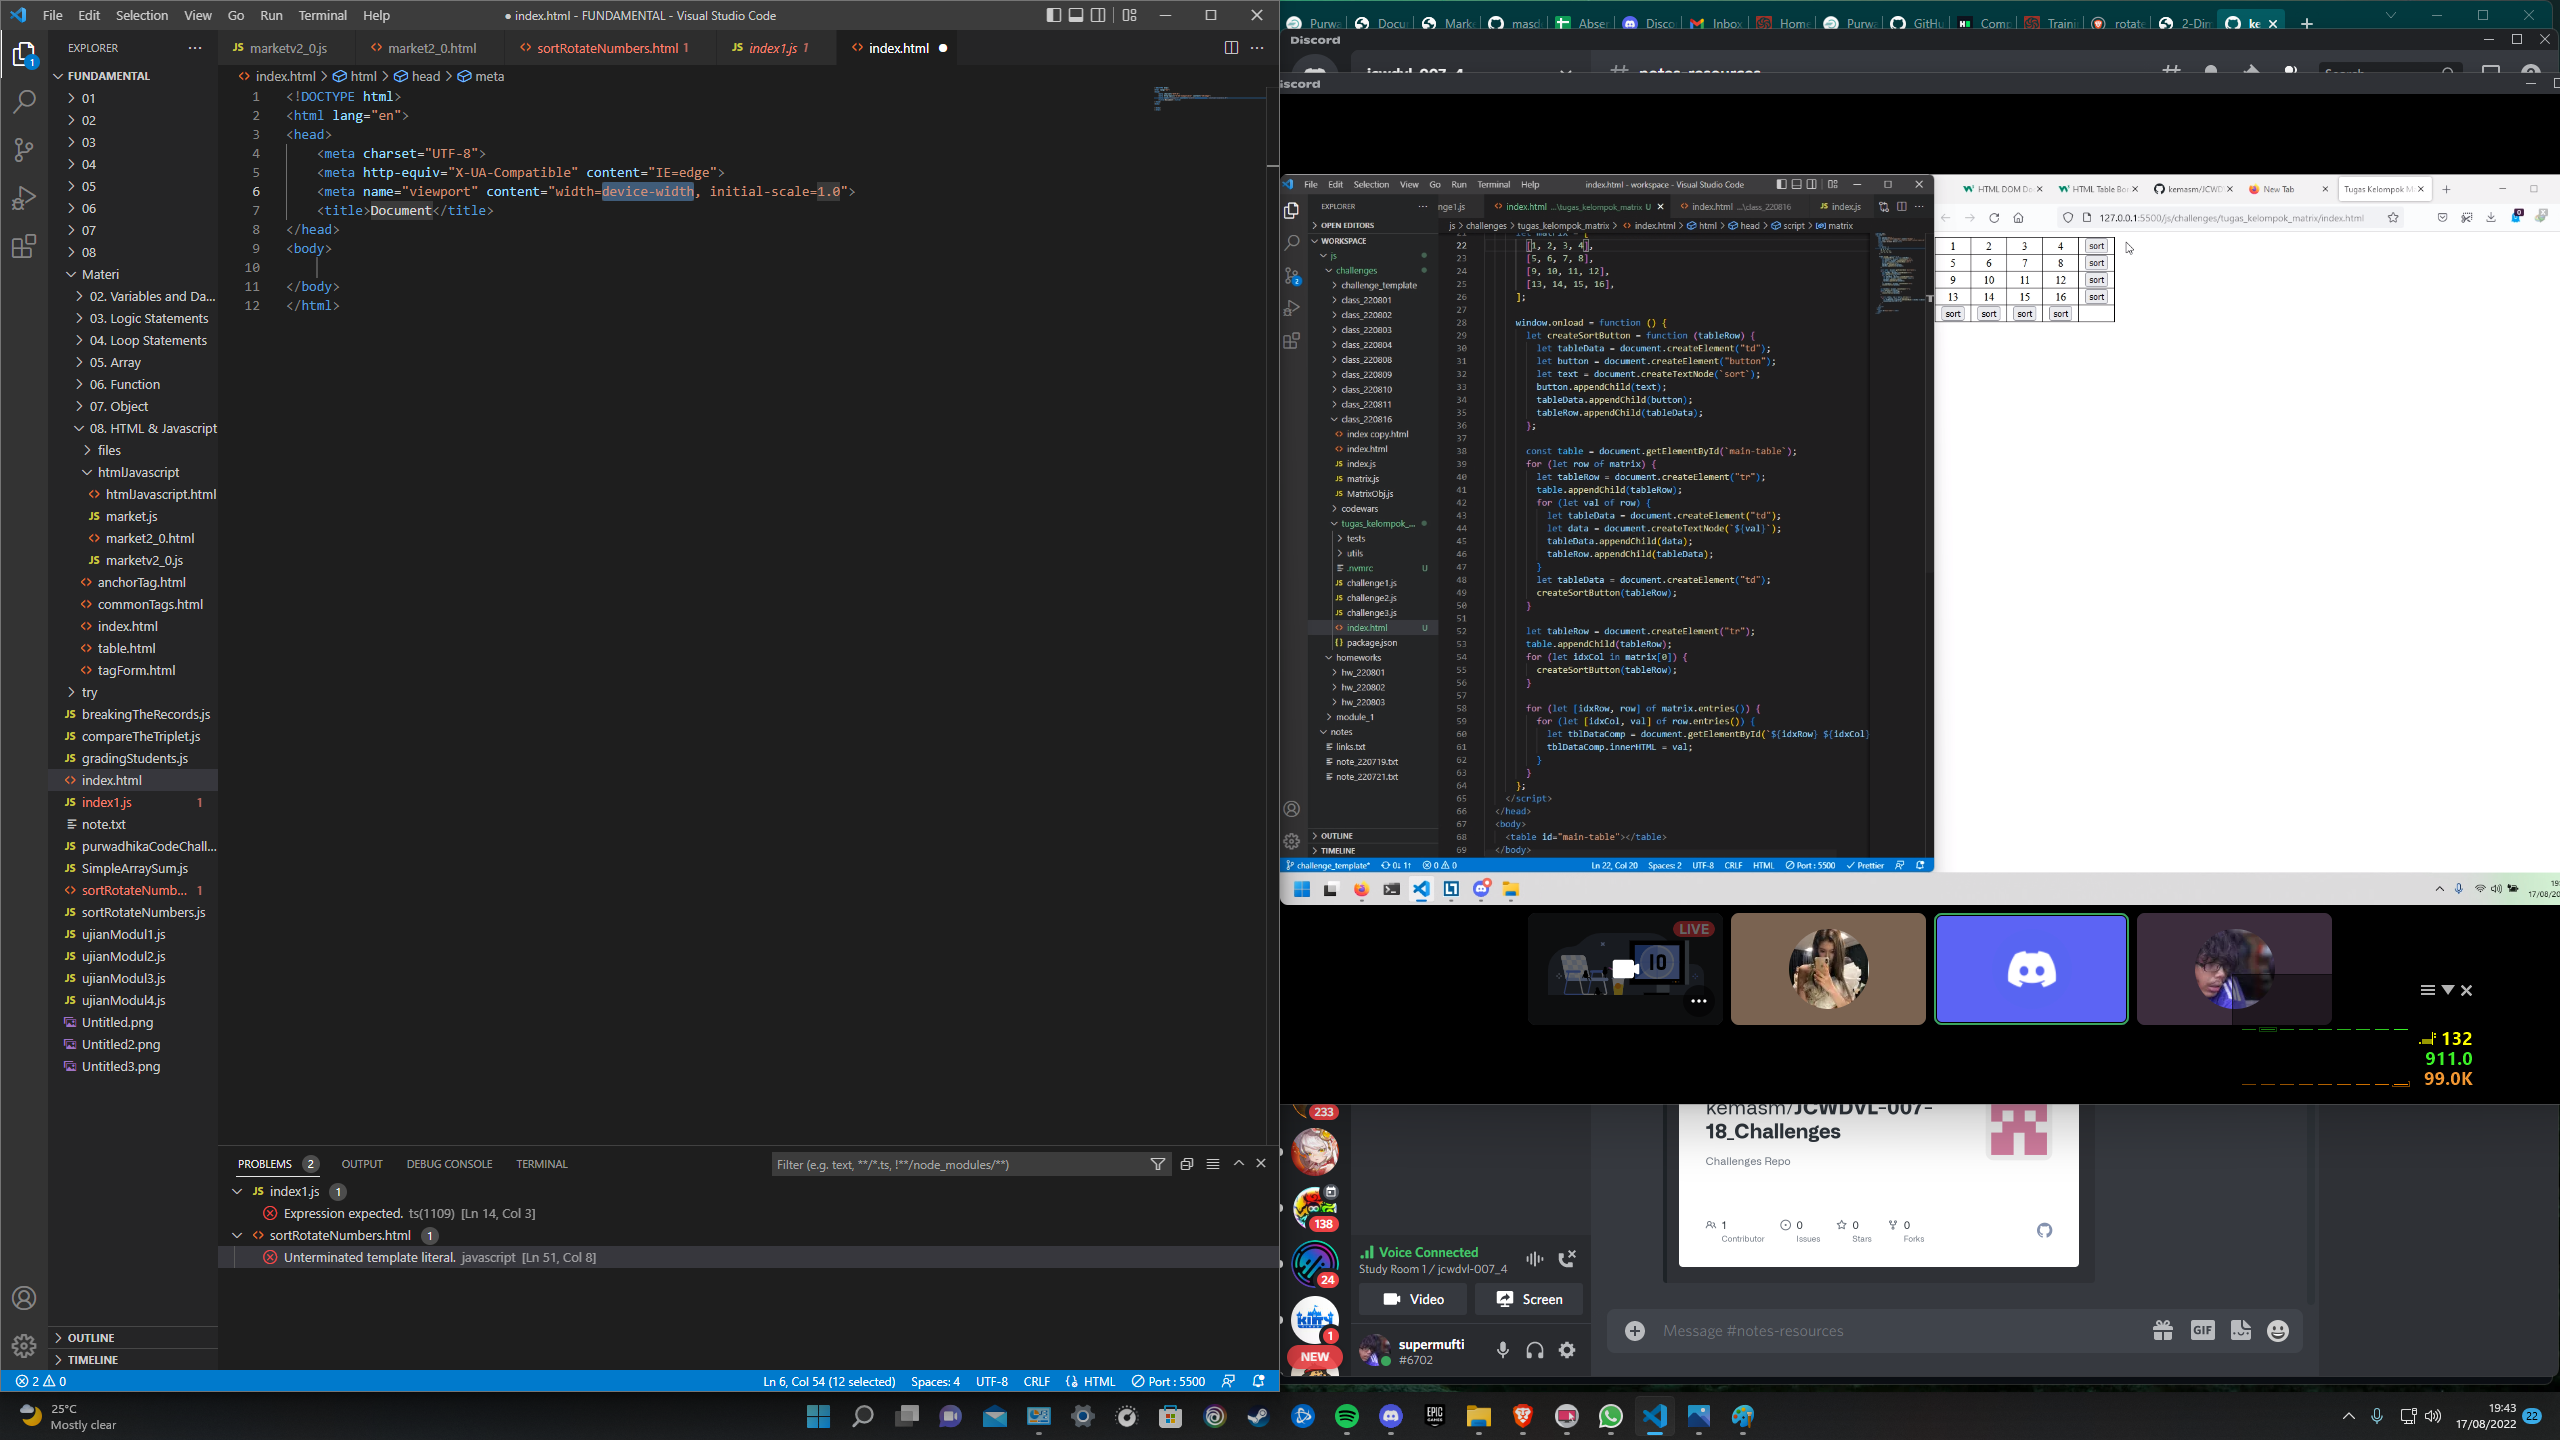 File Edit Selection View Go Run Terminal Help
● index.html - FUNDAMENTAL - Visual Studio Code
EXPLORER
marketv2_0.js
market2_0.html
sortRotateNumbers.html 1
index1.js 1
index.html
index.html > html > head > meta
FUNDAMENTAL
01
02
03
04
05
06
07
08
Materi
02. Variables and Da...
03. Logic Statements
04. Loop Statements
05. Array
06. Function
07. Object
08. HTML & Javascript
files
htmlJavascript
htmlJavascript.html
market.js
market2_0.html
marketv2_0.js
anchorTag.html
commonTags.html
index.html
table.html
tagForm.html
try
breakingTheRecords.js
compareTheTriplet.js
gradingStudents.js
index.html
index1.js 1
note.txt
purwadhikaCodeChall...
SimpleArraySum.js
sortRotateNumb... 1
sortRotateNumbers.js
ujianModul1.js
ujianModul2.js
ujianModul3.js
ujianModul4.js
Untitled.png
Untitled2.png
Untitled3.png
OUTLINE
TIMELINE
1 <!DOCTYPE html>
2 <html lang="en">
3 <head>
4 <meta charset="UTF-8">
5 <meta http-equiv="X-UA-Compatible" content="IE=edge">
6 <meta name="viewport" content="width=device-width, initial-scale=1.0">
7 <title>Document</title>
8 </head>
9 <body>
10
11 </body>
12 </html>
PROBLEMS 2 OUTPUT DEBUG CONSOLE TERMINAL
Filter (e.g. text, **/*.ts, !**/node_modules/**)
index1.js 1
Expression expected. ts(1109) [Ln 14, Col 3]
sortRotateNumbers.html 1
Unterminated template literal. javascript [Ln 51, Col 8]
2 0
Ln 6, Col 54 (12 selected) Spaces: 4 UTF-8 CRLF HTML Port : 5500
25°C
Mostly clear
19:43
17/08/2022
22
Discord
File Edit Selection View Go Run Terminal Help
index.html - workspace - Visual Studio Code
EXPLORER
OPEN EDITORS
WORKSPACE
js
challenges
challenge_template
class_220801
class_220802
class_220803
class_220804
class_220808
class_220809
class_220810
class_220811
class_220816
index copy.html
index.html
index.js
matrix.js
MatrixObj.js
codewars
tugas_kelompok_...
tests
utils
.nvmrc U
challenge1.js
challenge2.js
challenge3.js
index.html U
package.json
homeworks
hw_220801
hw_220802
hw_220803
module_1
notes
links.txt
note_220719.txt
note_220721.txt
OUTLINE
TIMELINE
nge1.js
index.html ...\tugas_kelompok_matrix U
index.html ...\class_220816
index.js
js > challenges > tugas_kelompok_matrix > index.html > html > head > script > matrix
22 [1, 2, 3, 4],
23 [5, 6, 7, 8],
24 [9, 10, 11, 12],
25 [13, 14, 15, 16],
26 ];
27
28 window.onload = function () {
29 let createSortButton = function (tableRow) {
30 let tableData = document.createElement("td");
31 let button = document.createElement("button");
32 let text = document.createTextNode(`sort`);
33 button.appendChild(text);
34 tableData.appendChild(button);
35 tableRow.appendChild(tableData);
36 };
37
38 const table = document.getElementById(`main-table`);
39 for (let row of matrix) {
40 let tableRow = document.createElement("tr");
41 table.appendChild(tableRow);
42 for (let val of row) {
43 let tableData = document.createElement("td");
44 let data = document.createTextNode(`${val}`);
45 tableData.appendChild(data);
46 tableRow.appendChild(tableData);
47 }
48 let tableData = document.createElement("td");
49 createSortButton(tableRow);
50 }
51
52 let tableRow = document.createElement("tr");
53 table.appendChild(tableRow);
54 for (let idxCol in matrix[0]) {
55 createSortButton(tableRow);
56 }
57
58 for (let [idxRow, row] of matrix.entries()) {
59 for (let [idxCol, val] of row.entries()) {
60 let tblDataComp = document.getElementById(`${idxRow} ${idxCol}
61 tblDataComp.innerHTML = val;
62 }
63 }
64 };
65 </script>
66 </head>
67 <body>
68 <table id="main-table"></table>
69 </body>
challenge_template* 0 0
Ln 22, Col 20 Spaces: 2 UTF-8 CRLF HTML Port : 5500 Prettier
HTML Table Bor
kemasm/JCWD
New Tab
Tugas Kelompok M
127.0.0.1:5500/js/challenges/tugas_kelompok_matrix/index.html
1 2 3 4 sort
5 6 7 8 sort
9 10 11 12 sort
13 14 15 16 sort
sort sort sort sort
LIVE
132
911.0
99.0K
233
138
24
1
NEW
kemasm/JCWDVL-007-
18_Challenges
Challenges Repo
1 Contributor
0 Issues
0 Stars
0 Forks
Voice Connected
Study Room 1 / jcwdvl-007_4
Video
Screen
supermufti
#6702
Message #notes-resources
GIF